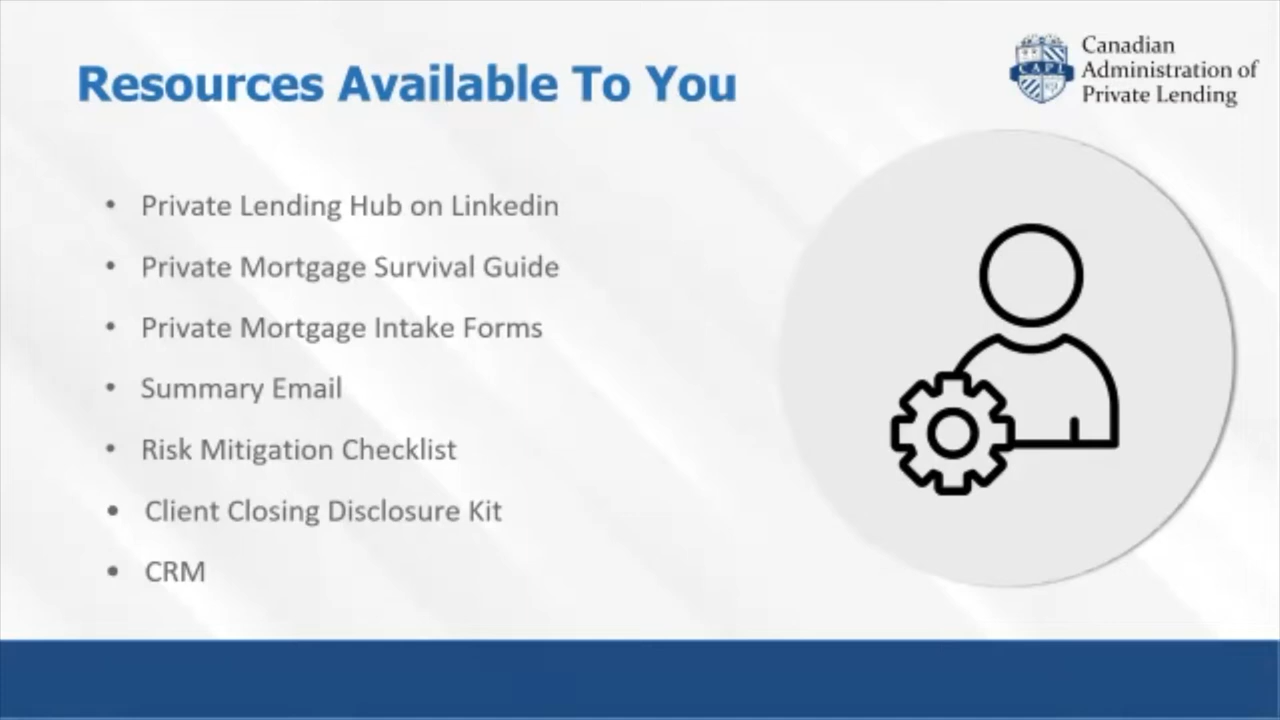 Resources Available To You
Canadian
Administration of
Private Lending
• Private Lending Hub on Linkedin
• Private Mortgage Survival Guide
• Private Mortgage Intake Forms
• Summary Email
• Risk Mitigation Checklist
• Client Closing Disclosure Kit
• CRM